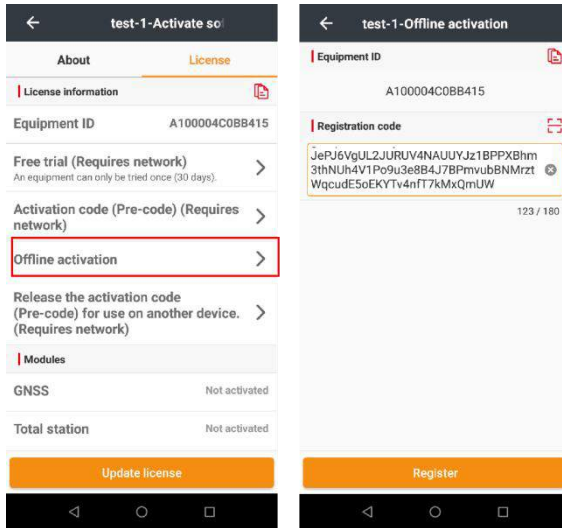 test-1-Activate so
About
License
License information
Equipment ID
A100004C0BB415
Free trial (Requires network)
An equipment can only be tried once (30 days).
Activation code (Pre-code) (Requires
network)
Offline activation
Release the activation code
(Pre-code) for use on another device.
(Requires network)
Modules
GNSS
Not activated
Total station
Not activated
Update license
test-1-Offline activation
Equipment ID
A100004C0BB415
Registration code
JePJ6VgUL2JURUV4NAUUYJz1BPPXBhm
3thNUh4V1Po9u3e8B4J7BPmvubBNMrzt
WqcudE5oEKYTv4nfT7kMxQmUW
123 / 180
Register